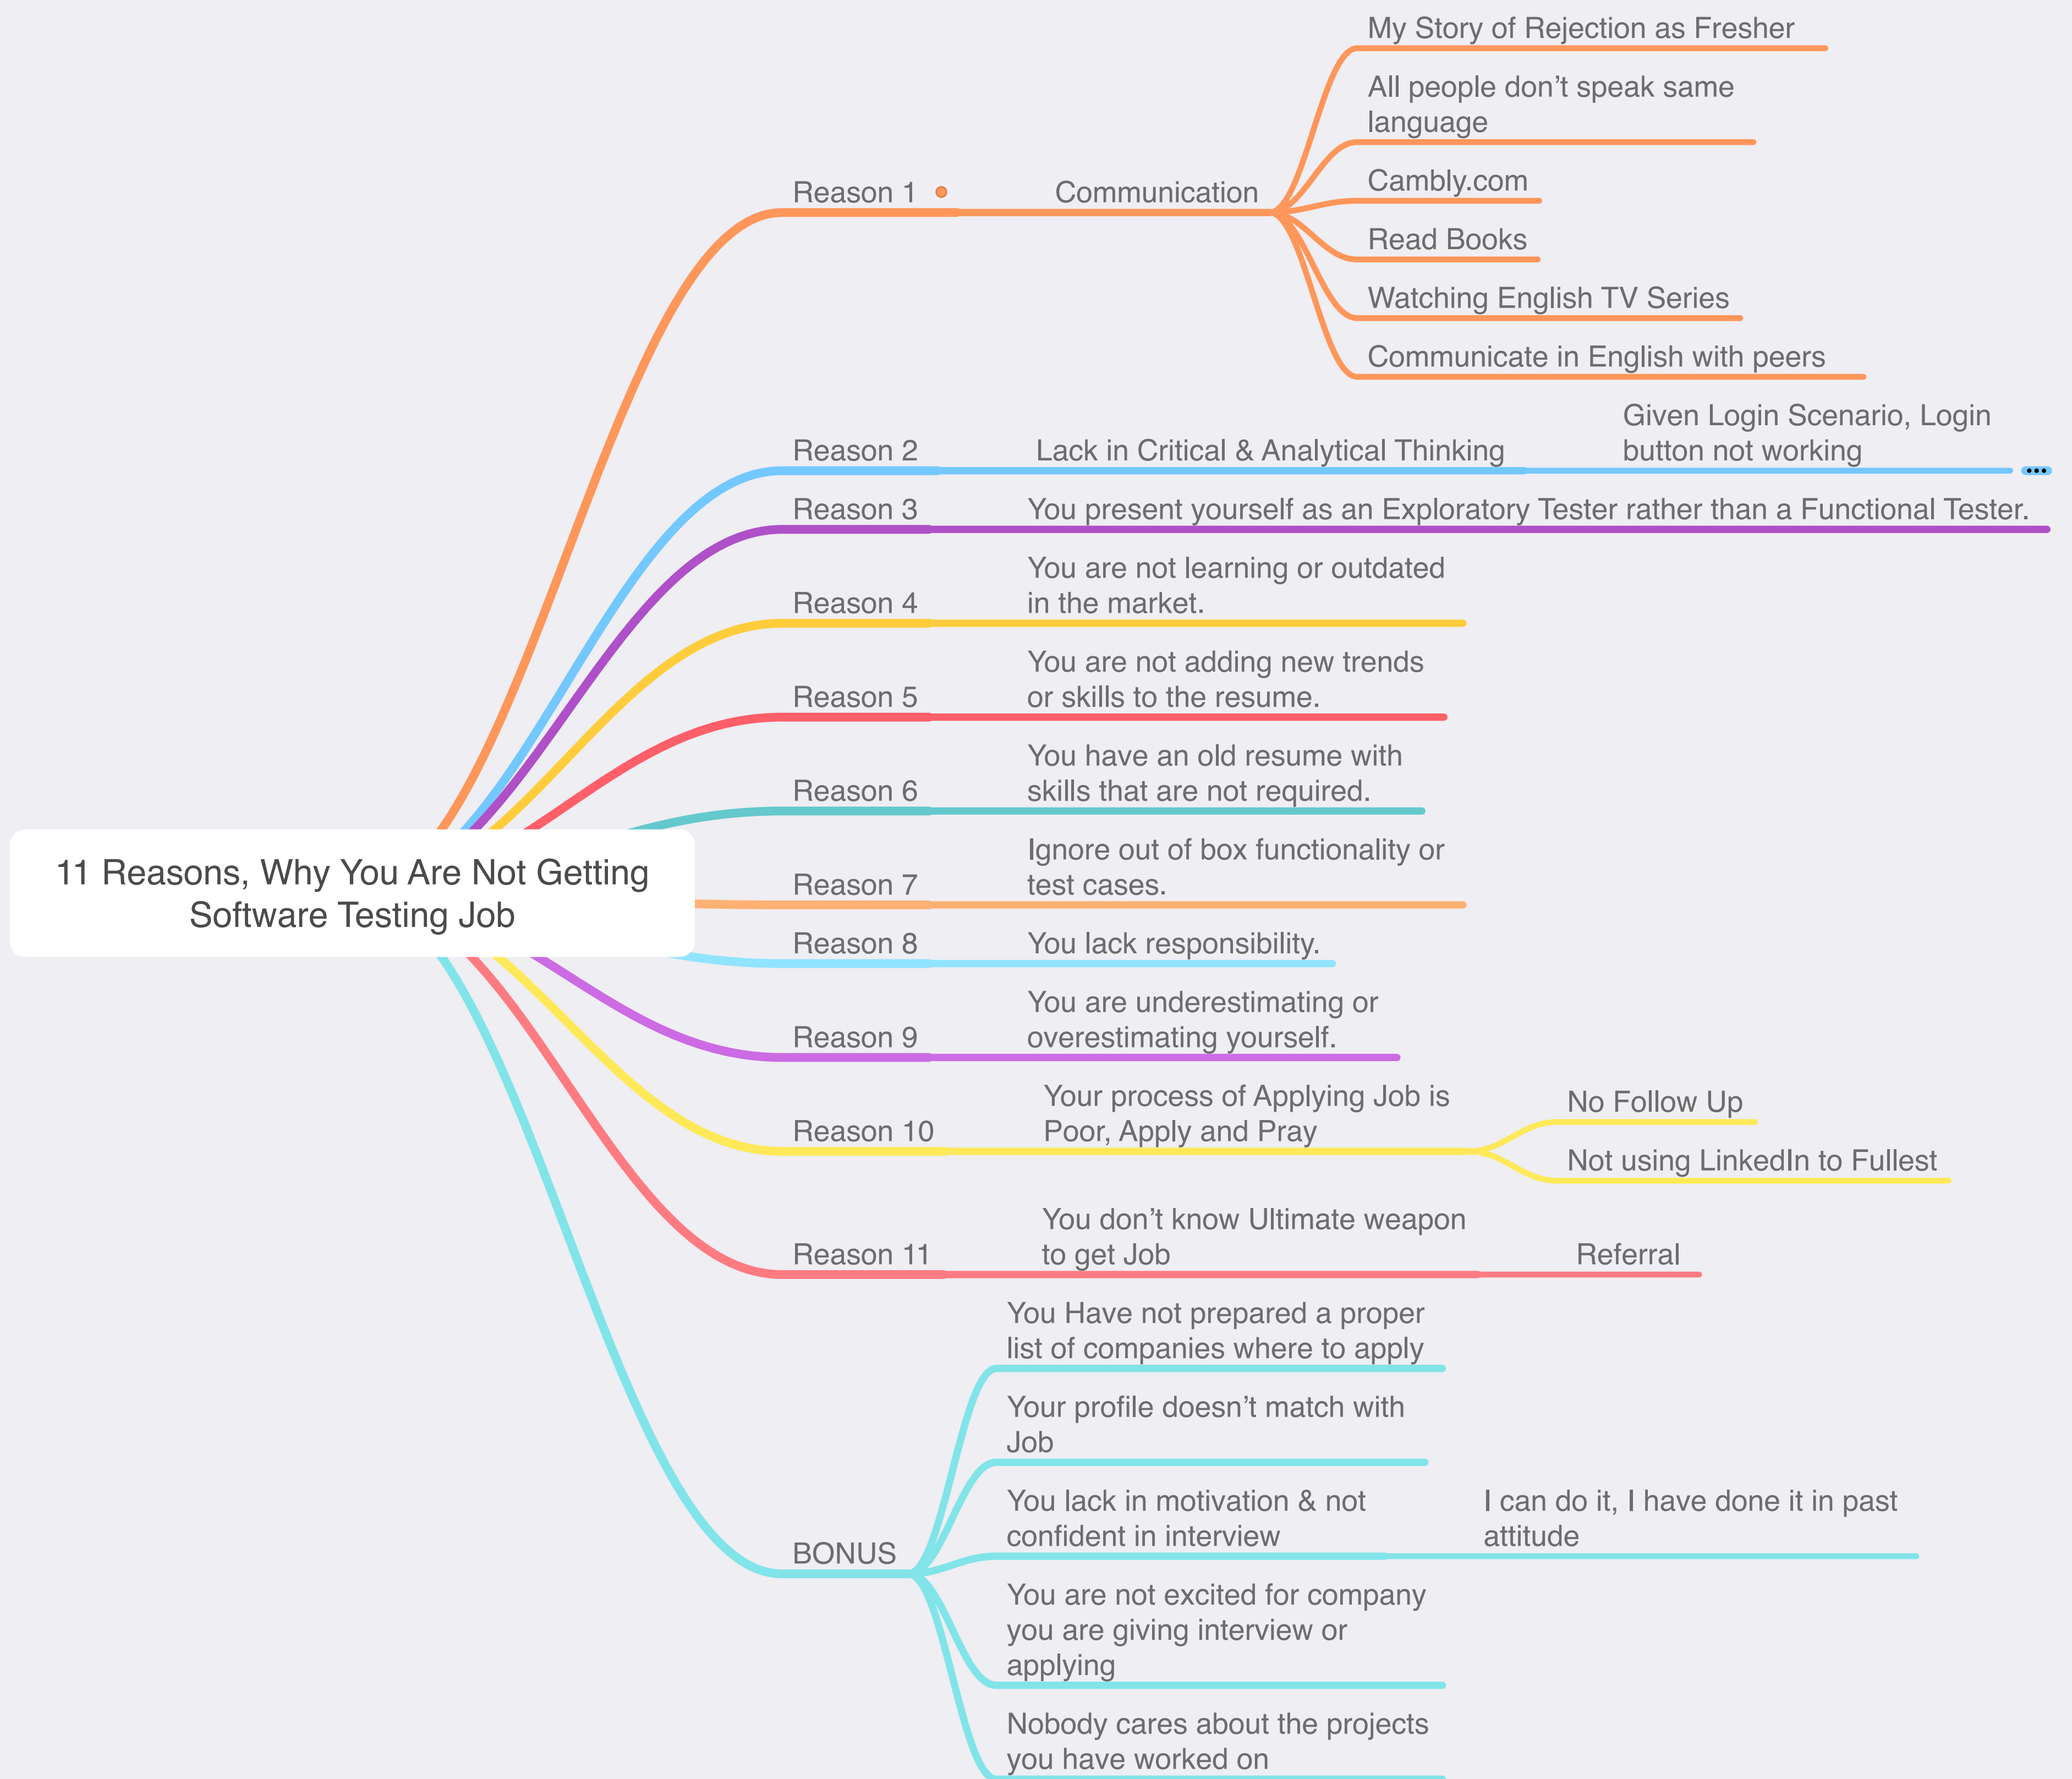 My Story of Rejection as Fresher
All people don’t speak same
language
Reason 1
Communication
Cambly.com
Read Books
Watching English TV Series
Communicate in English with peers
Reason 2
Lack in Critical & Analytical Thinking
Given Login Scenario, Login
button not working
Reason 3
You present yourself as an Exploratory Tester rather than a Functional Tester.
Reason 4
You are not learning or outdated
in the market.
Reason 5
You are not adding new trends
or skills to the resume.
Reason 6
You have an old resume with
skills that are not required.
11 Reasons, Why You Are Not Getting
Software Testing Job
Reason 7
Ignore out of box functionality or
test cases.
Reason 8
You lack responsibility.
Reason 9
You are underestimating or
overestimating yourself.
Reason 10
Your process of Applying Job is
Poor, Apply and Pray
No Follow Up
Not using LinkedIn to Fullest
Reason 11
You don’t know Ultimate weapon
to get Job
Referral
BONUS
You Have not prepared a proper
list of companies where to apply
Your profile doesn’t match with
Job
You lack in motivation & not
confident in interview
I can do it, I have done it in past
attitude
You are not excited for company
you are giving interview or
applying
Nobody cares about the projects
you have worked on